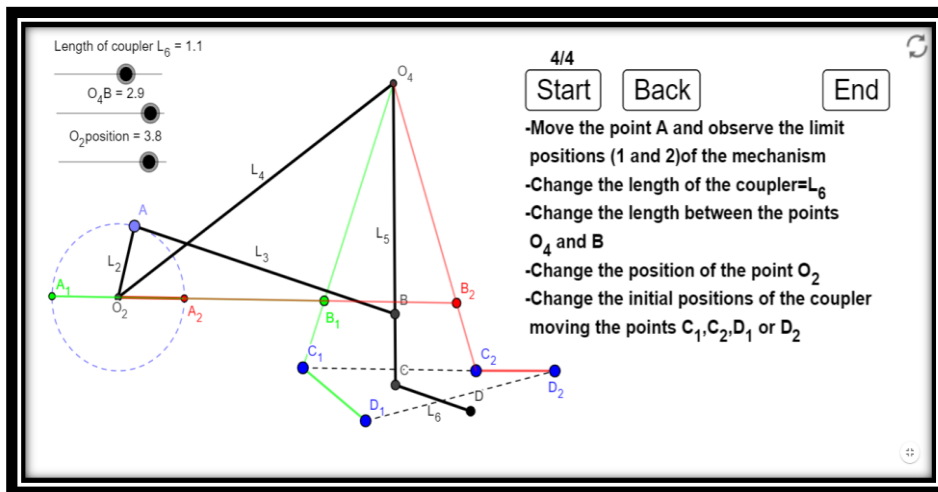 Length of coupler L₆ = 1.1
O₄B = 2.9
O₂position = 3.8
4/4
Start
Back
End
-Move the point A and observe the limit
positions (1 and 2)of the mechanism
-Change the length of the coupler=L₆
-Change the length between the points
O₄ and B
-Change the position of the point O₂
-Change the initial positions of the coupler
moving the points C₁,C₂,D₁ or D₂
O₄
L₄
A
L₅
L₃
L₂
A₁
O₂
A₂
B₁
B
B₂
C₁
C
C₂
D₁
L₆
D
D₂